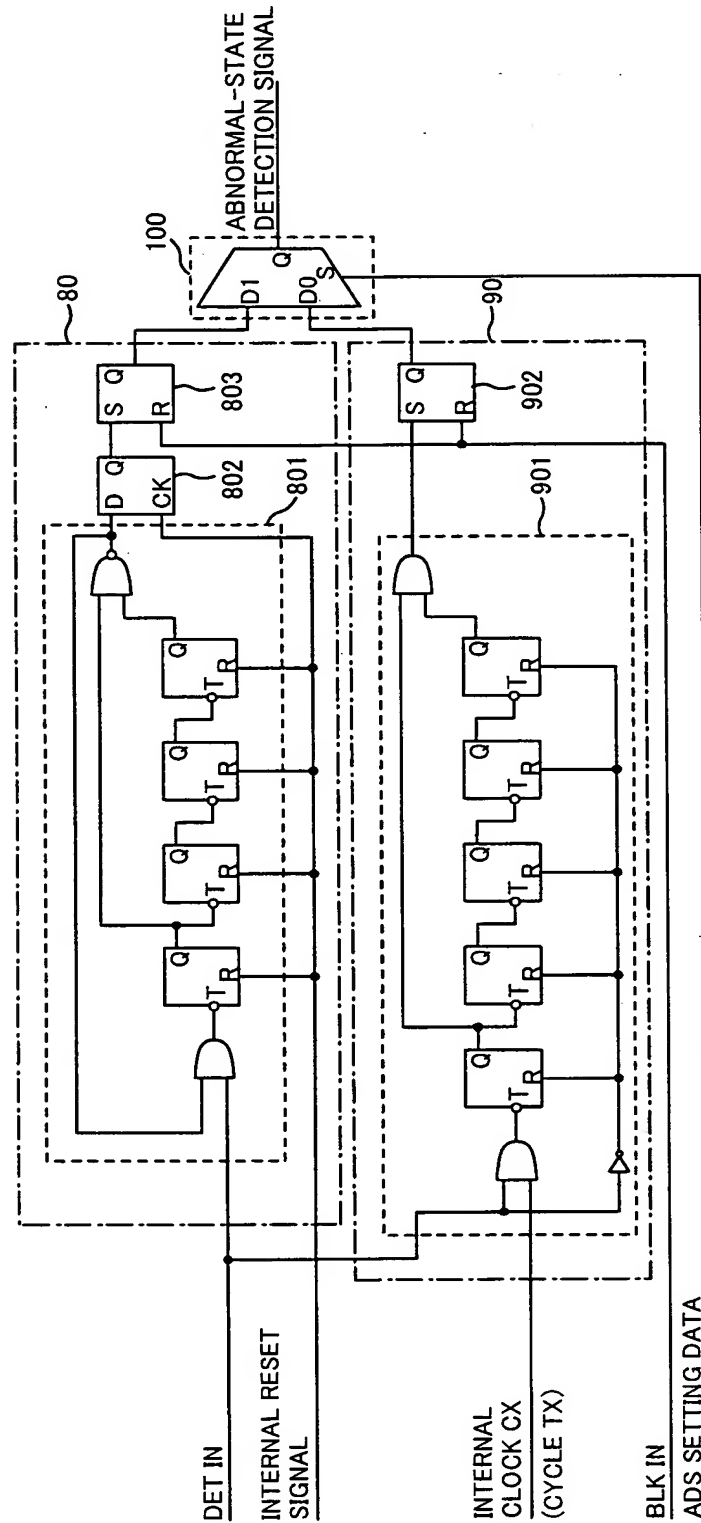 ABNORMAL-STATE
DETECTION SIGNAL
100
Q
D1
D0
S
80
S
Q
R
803
D
Q
CK
802
801
Q
T
R
Q
T
R
Q
T
R
Q
T
R
90
S
Q
R
902
901
Q
T
R
Q
T
R
Q
T
R
Q
T
R
Q
T
R
DET IN
INTERNAL RESET
SIGNAL
INTERNAL
CLOCK CX
(CYCLE TX)
BLK IN
ADS SETTING DATA